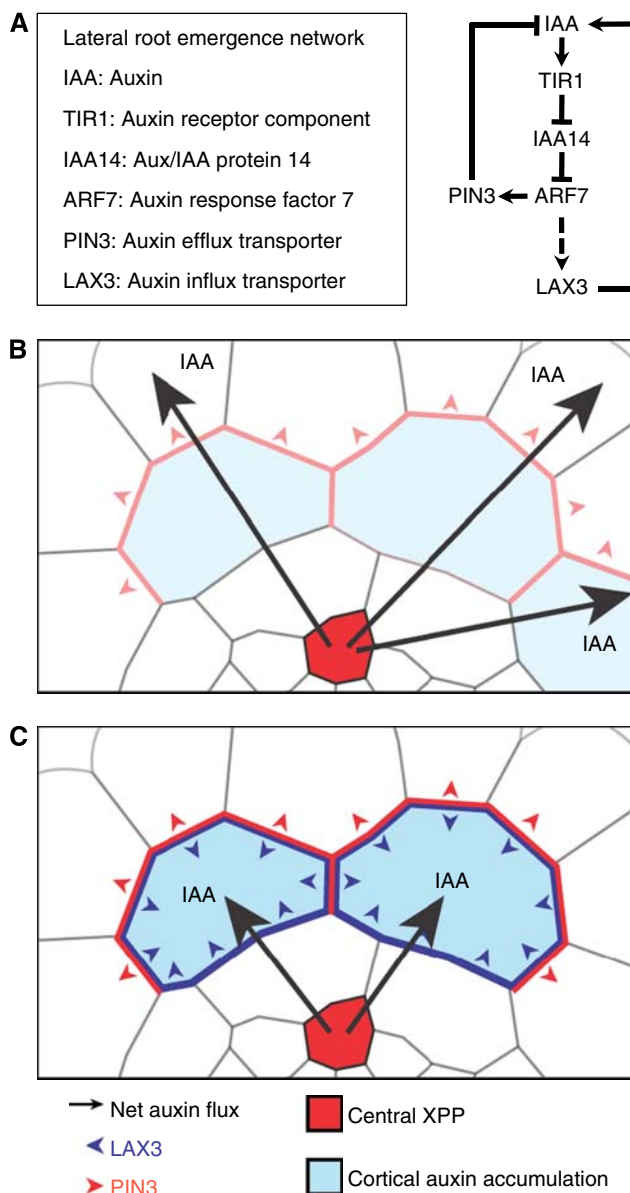 A
Lateral root emergence network
IAA: Auxin
TIR1: Auxin receptor component
IAA14: Aux/IAA protein 14
ARF7: Auxin response factor 7
PIN3: Auxin efflux transporter
LAX3: Auxin influx transporter
IAA
TIR1
IAA14
PIN3
ARF7
LAX3
B
IAA
IAA
IAA
C
IAA
IAA
Net auxin flux
LAX3
PIN3
Central XPP
Cortical auxin accumulation